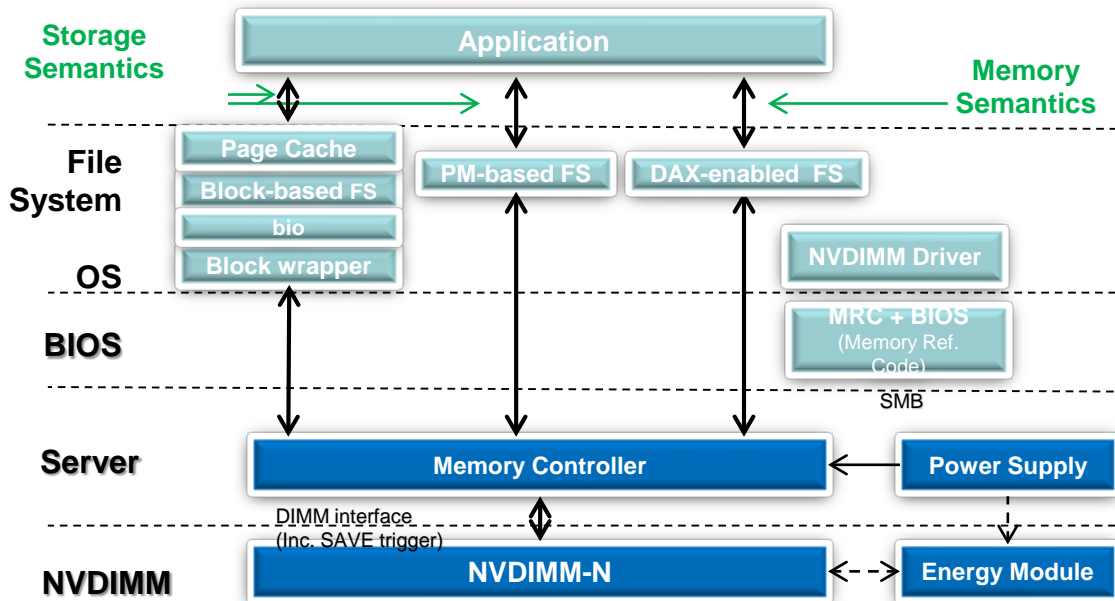 Storage
Semantics
Application
Memory
Semantics
File
System
Page Cache
Block-based FS
bio
Block wrapper
PM-based FS
DAX-enabled FS
NVDIMM Driver
OS
BIOS
MRC + BIOS
(Memory Ref.
Code)
SMB
Server
Memory Controller
Power Supply
DIMM interface
(Inc. SAVE trigger)
NVDIMM
NVDIMM-N
Energy Module